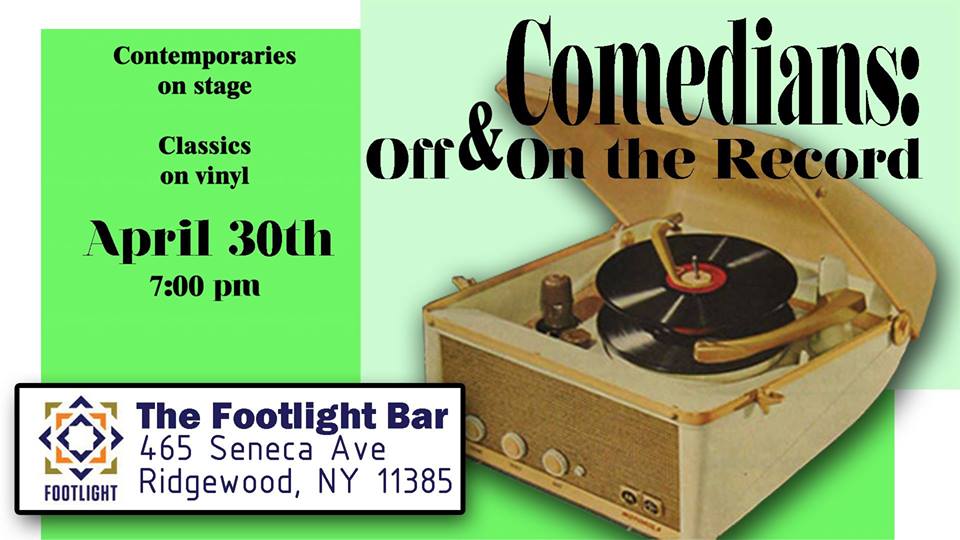 Contemporaries
on stage
Classics
on vinyl
April 30th
7:00 pm
Comedians:
Off & On the Record
The Footlight Bar
465 Seneca Ave
Ridgewood, NY 11385
FOOTLIGHT
MOTOROLA